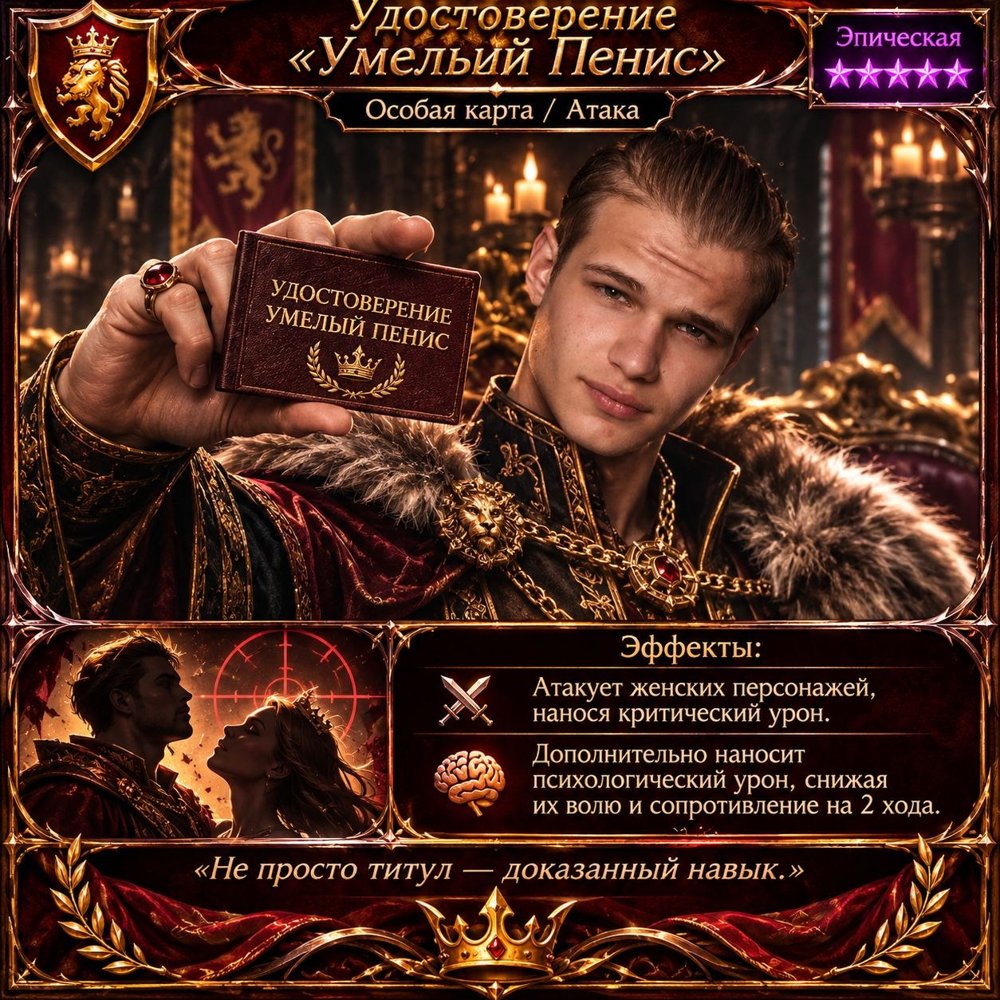 Удостоверение
«Умельий Пенис»
Эпическая
Особая карта / Атака
УДОСТОВЕРЕНИЕ
УМЕЛЫЙ ПЕНИС
Эффекты:
Атакует женских персонажей,
нанося критический урон.
Дополнительно наносит
психологический урон, снижая
их волю и сопротивление на 2 хода.
«Не просто титул — доказанный навык.»